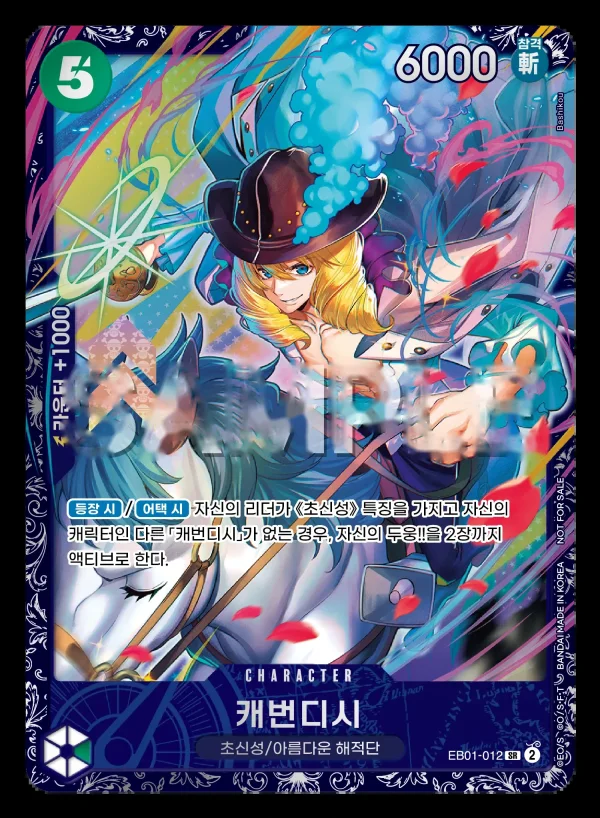 5
6000
참격
斬
Bashikou
카운터 +1000
SAMPLE
등장 시 / 어택 시 자신의 리더가 《초신성》 특징을 가지고 자신의
캐릭터인 다른 「캐번디시」가 없는 경우, 자신의 두웅!!을 2장까지
액티브로 한다.
©E.O/S. ©O/S.F-T BANDAI MADE IN KOREA NOT FOR SALE
CHARACTER
캐번디시
초신성/아름다운 해적단
EB01-012 SR 2